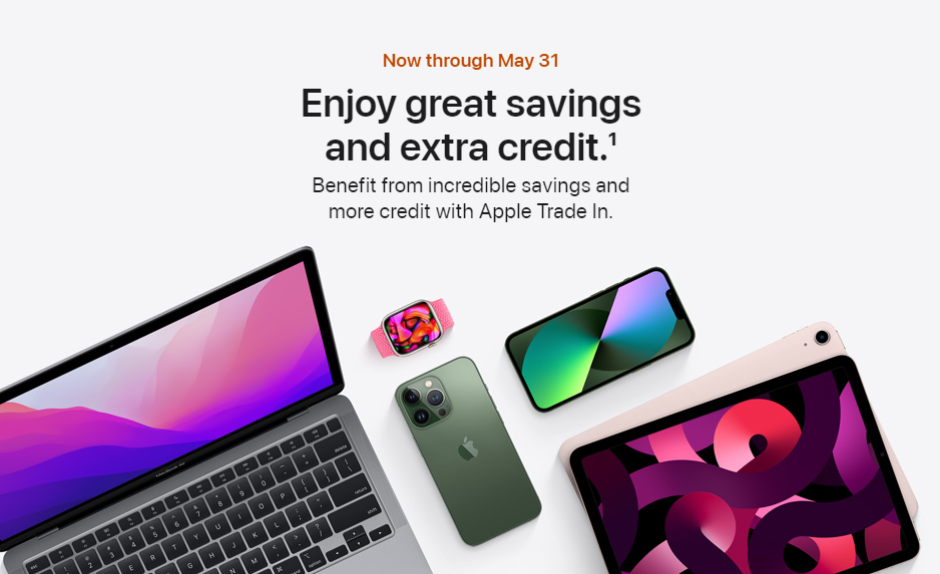 Now through May 31
Enjoy great savings
and extra credit.¹
Benefit from incredible savings and
more credit with Apple Trade In.